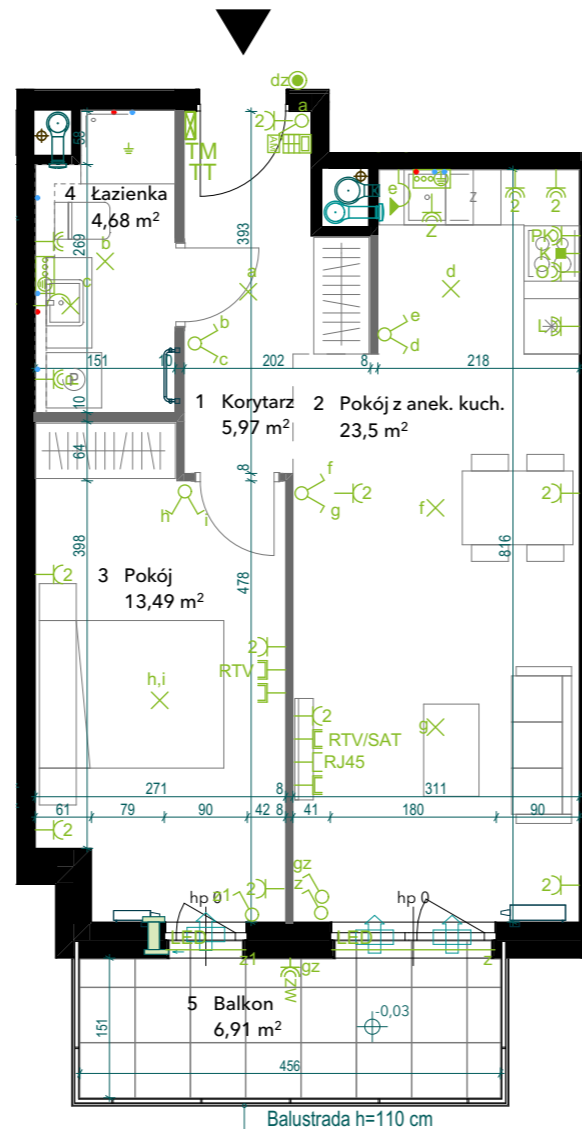 dz
a
2
TM
TT
AM
59
4 Łazienka
4,68 m²
b
c
269
393
a
e
Z
z
2
2
PK
K
O
d
L
b
c
e
d
151
10
202
8
218
P
10
1 Korytarz
5,97 m²
2 Pokój z anek. kuch.
23,5 m²
64
8
f
g
2
f
2
h
i
816
398
478
2
3 Pokój
13,49 m²
2
RTV
h,i
2
RTV/SAT
RJ45
g
271
8
311
61
79
90
42
8
41
180
90
2
gz
z
2
2
hp 0
hp 0
LED
LED
z1
gz
z
ZW
5 Balkon
6,91 m²
-0,03
151
456
Balustrada h=110 cm